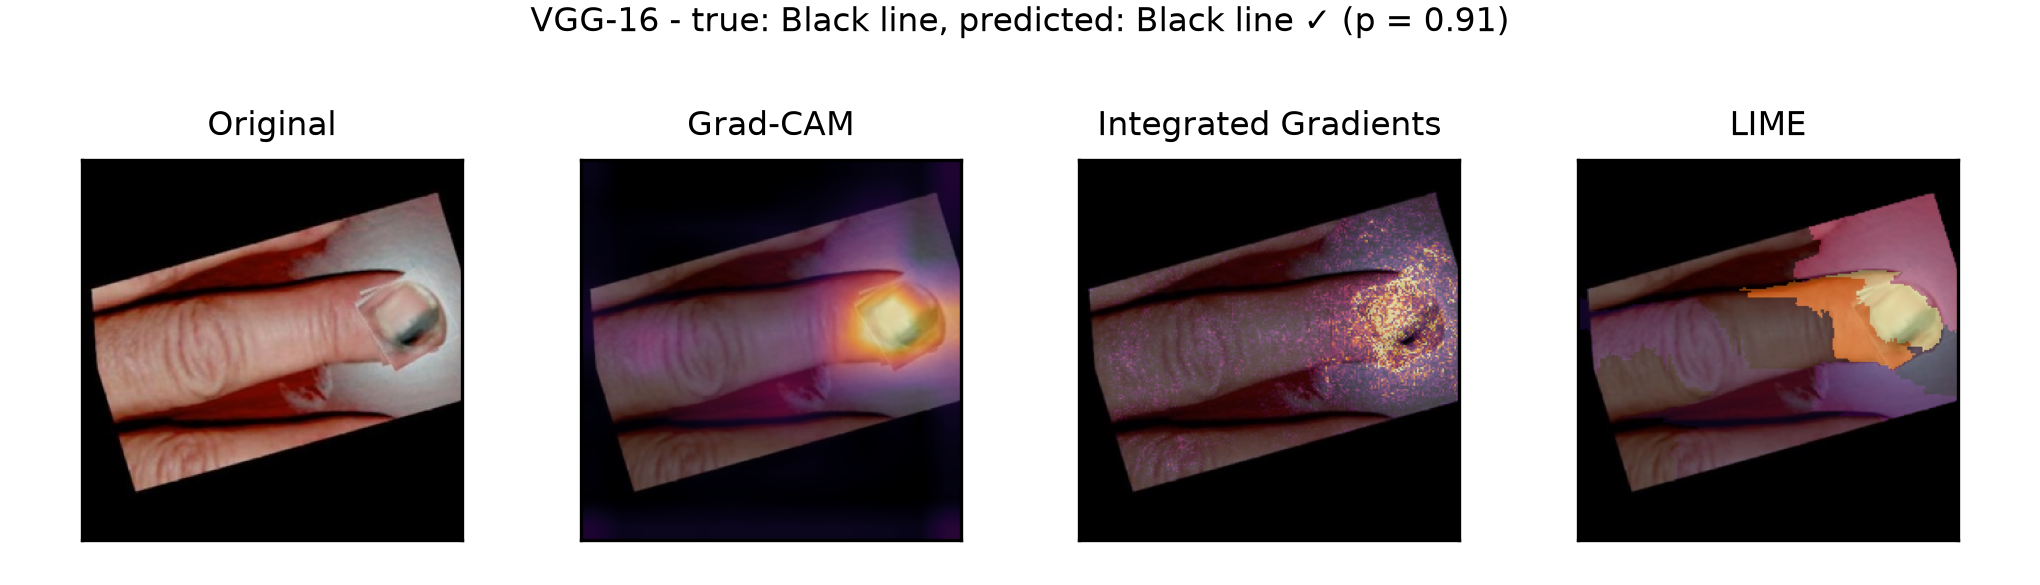 VGG-16 - true: Black line, predicted: Black line ✓ (p = 0.91)
Original
Grad-CAM
Integrated Gradients
LIME